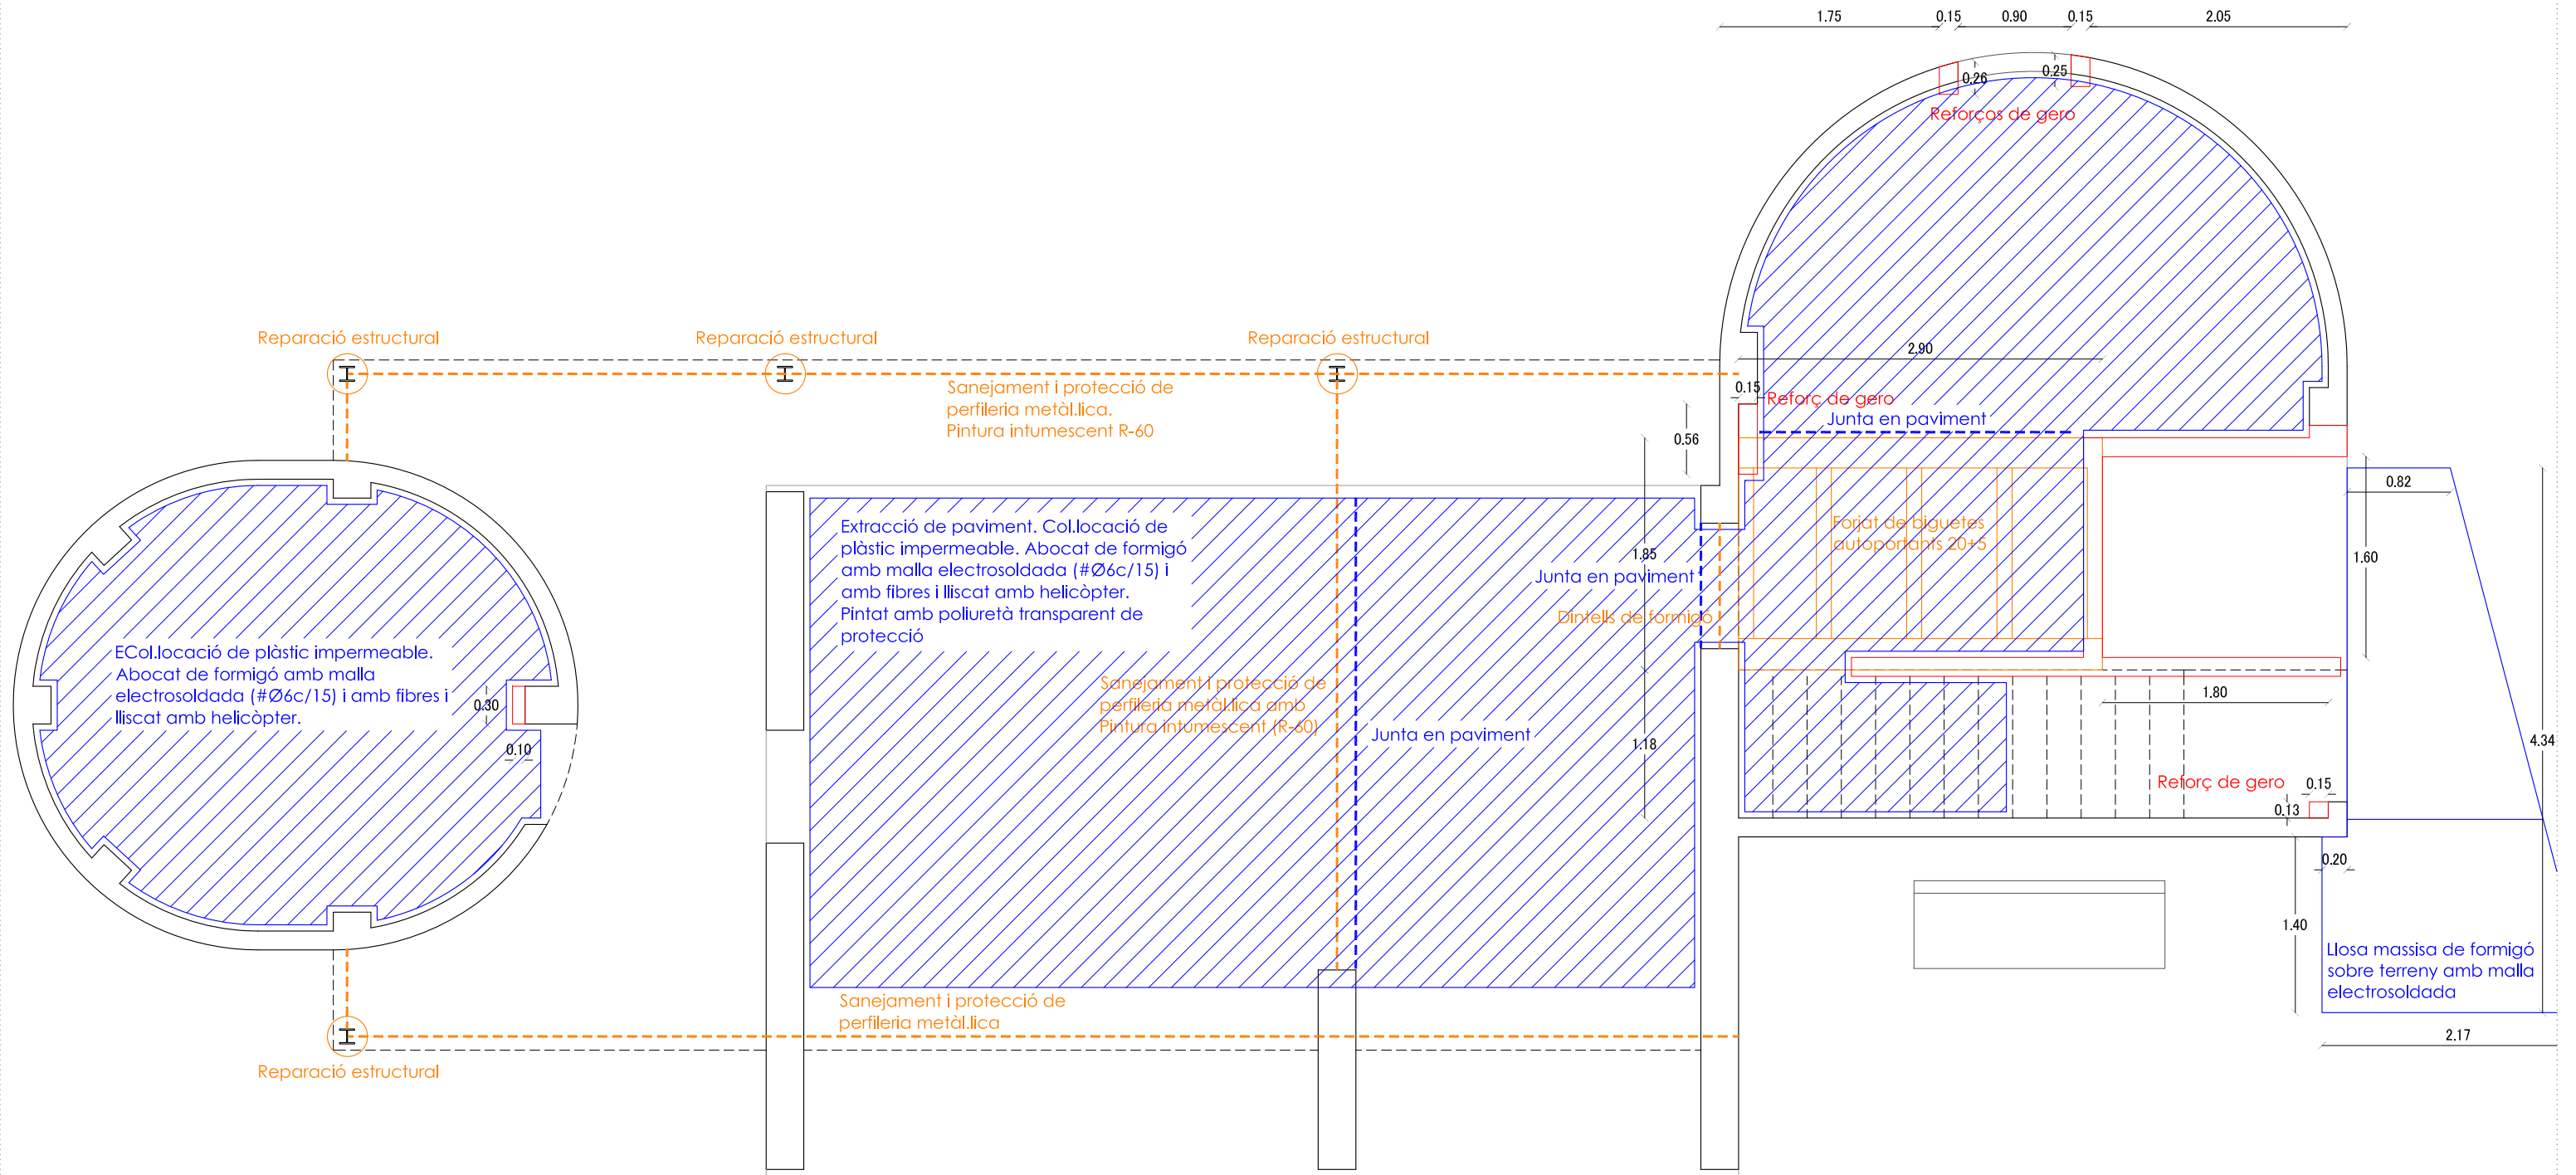 1.75
0.15
0.90
0.15
2.05
0.26
0.25
Reforços de gero
Reparació estructural
Reparació estructural
Reparació estructural
2.90
Sanejament i protecció de
perfileria metàl.lica.
Pintura intumescent R-60
0.15
Reforç de gero
Junta en paviment
0.56
0.82
Extracció de paviment. Col.locació de
plàstic impermeable. Abocat de formigó
amb malla electrosoldada (#Ø6c/15) i
amb fibres i lliscat amb helicòpter.
Pintat amb poliuretà transparent de
protecció
Forjat de biguetes
autoportants 20+5
1.85
1.60
Junta en paviment
Dintells de formigó
ECol.locació de plàstic impermeable.
Abocat de formigó amb malla
electrosoldada (#Ø6c/15) i amb fibres i
lliscat amb helicòpter.
0.30
0.10
Sanejament i protecció de
perfileria metàl.lica amb
Pintura intumescent (R-60)
Junta en paviment
1.18
1.80
4.34
Reforç de gero
0.15
0.13
0.20
1.40
Llosa massisa de formigó
sobre terreny amb malla
electrosoldada
Sanejament i protecció de
perfileria metàl.lica
2.17
Reparació estructural